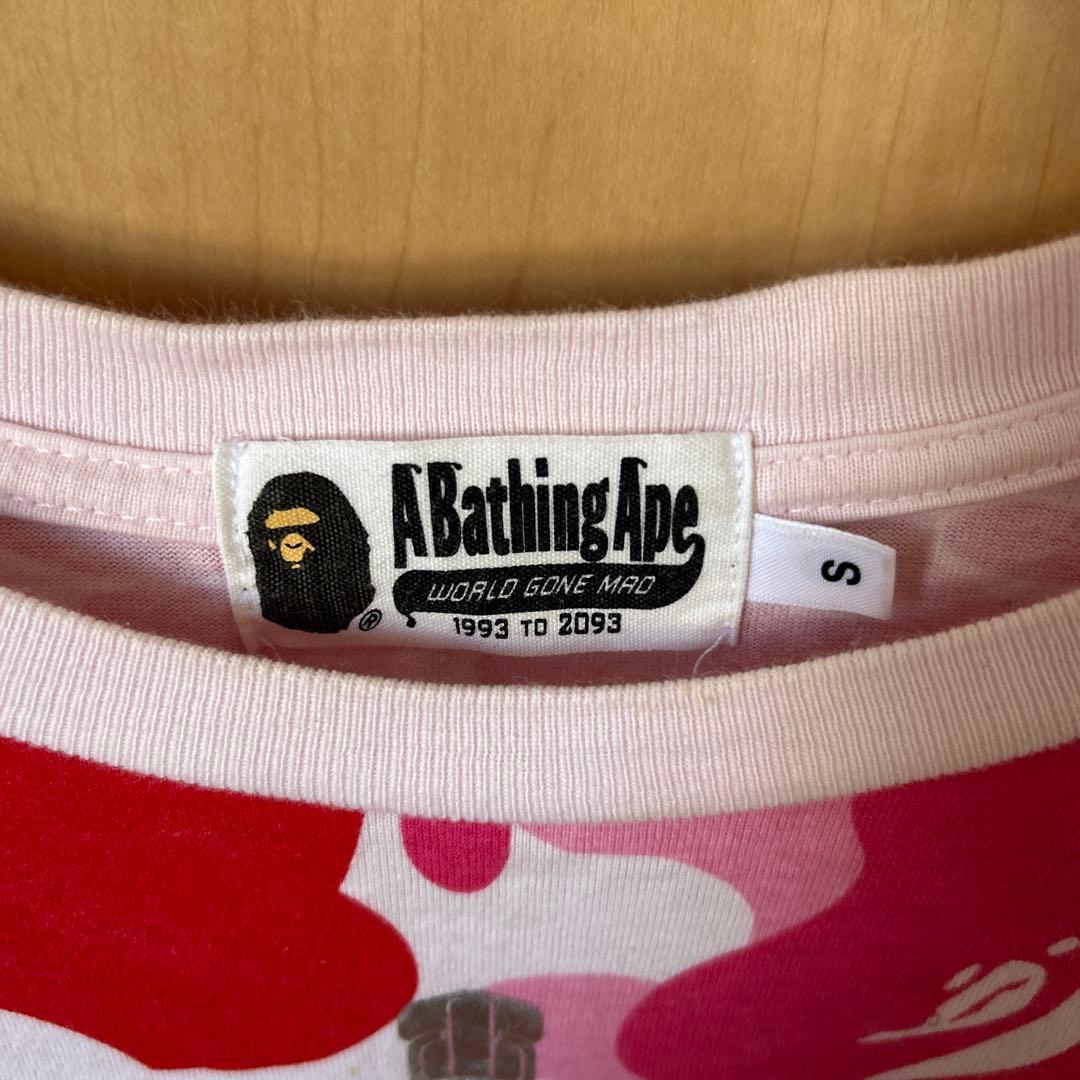 A Bathing Ape
WORLD GONE MAD
®
1993 TO 2093
S